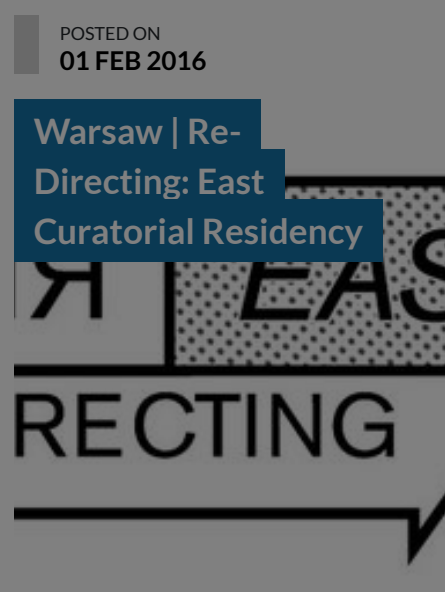 POSTED ON
01 FEB 2016
Warsaw | Re-
Directing: East
Curatorial Residency
Я EAS
RECTING